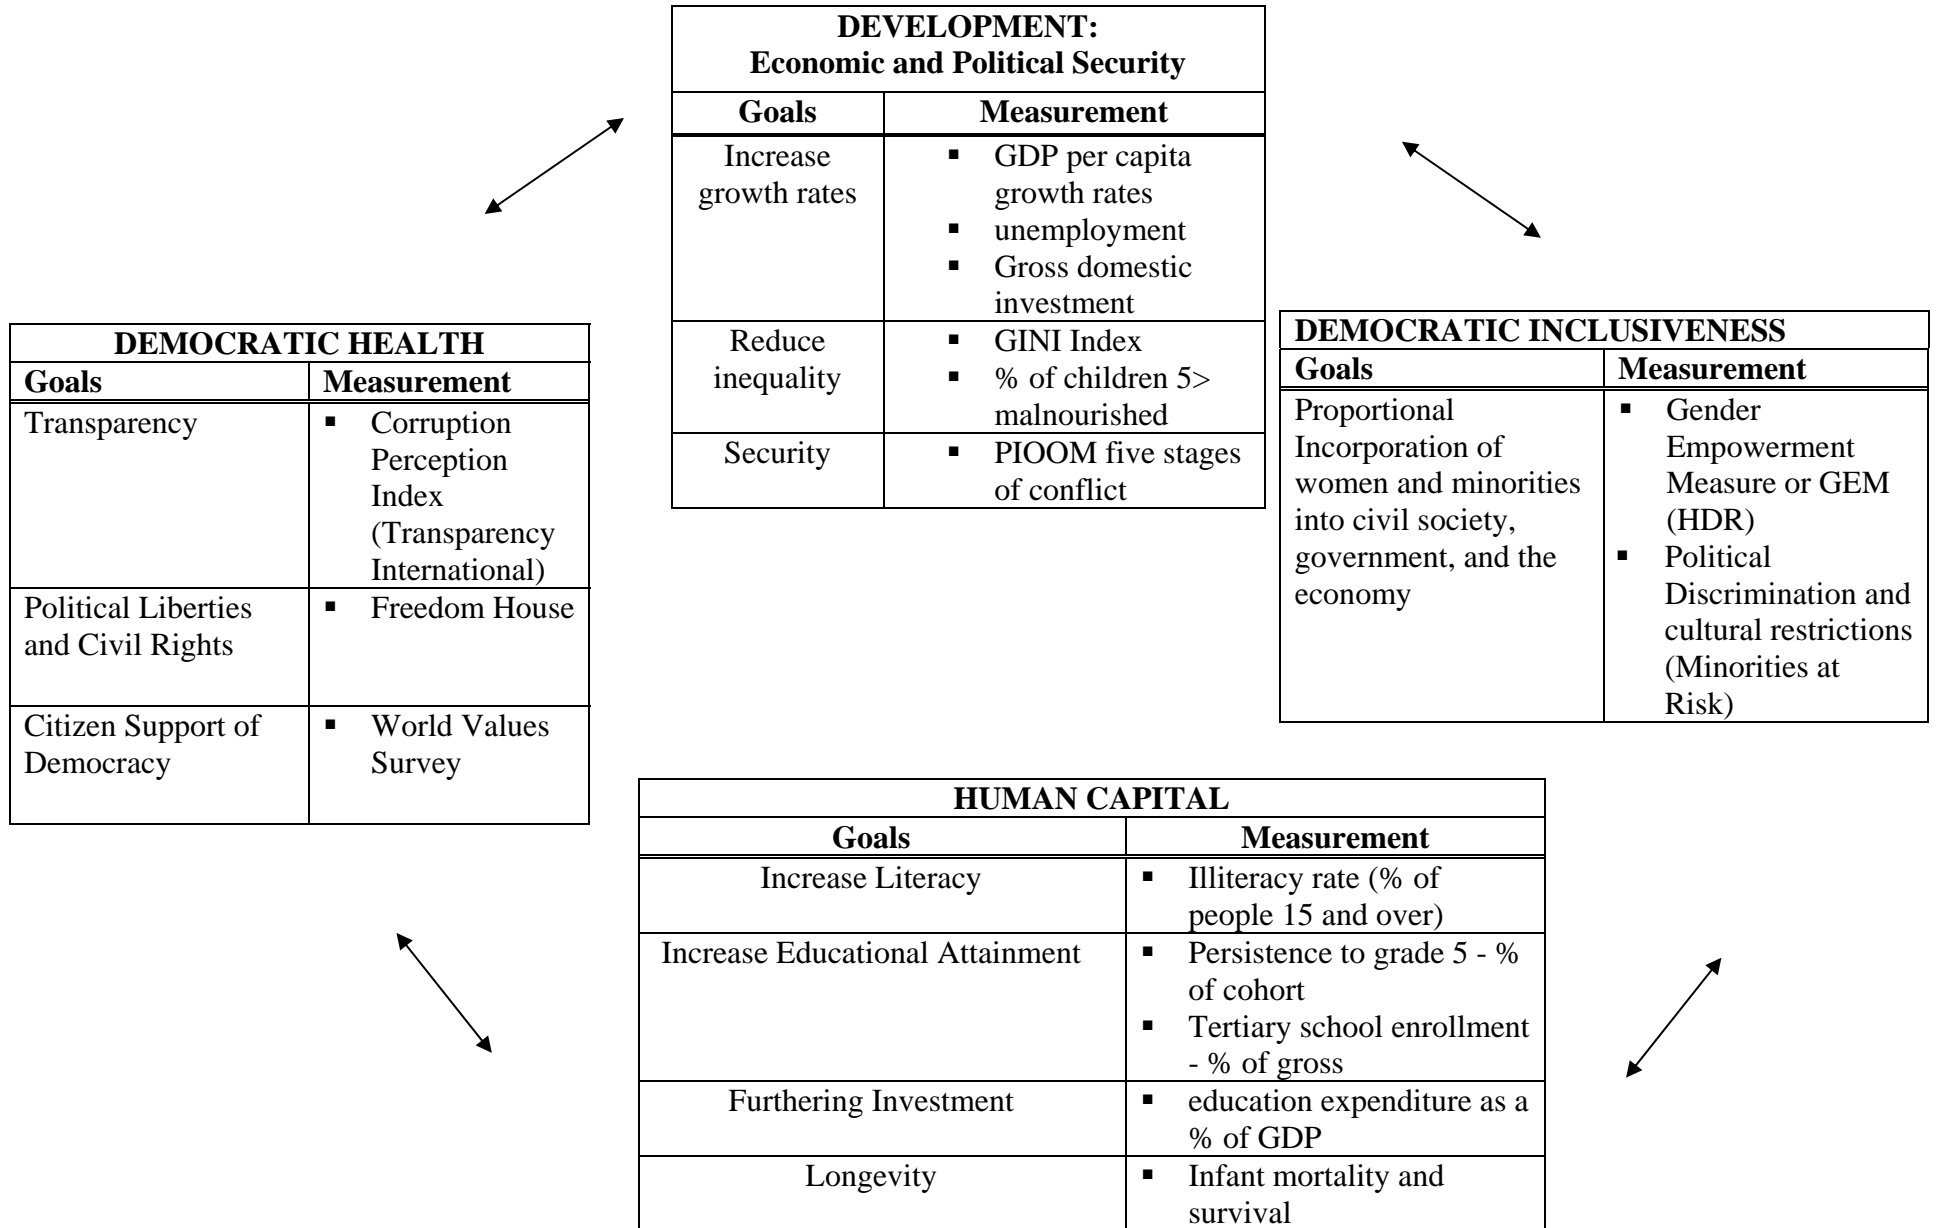 DEVELOPMENT:
Economic and Political Security
Goals Measurement
Increase ▪ GDP per capita
growth rates growth rates
▪ unemployment
▪ Gross domestic
investment
Reduce ▪ GINI Index
inequality ▪ % of children 5>
malnourished
Security ▪ PIOOM five stages
of conflict
DEMOCRATIC HEALTH
Goals Measurement
Transparency ▪ Corruption
Perception
Index
(Transparency
International)
Political Liberties ▪ Freedom House
and Civil Rights
Citizen Support of ▪ World Values
Democracy Survey
DEMOCRATIC INCLUSIVENESS
Goals Measurement
Proportional ▪ Gender
Incorporation of Empowerment
women and minorities Measure or GEM
into civil society, (HDR)
government, and the ▪ Political
economy Discrimination and
cultural restrictions
(Minorities at
Risk)
HUMAN CAPITAL
Goals Measurement
Increase Literacy ▪ Illiteracy rate (% of
people 15 and over)
Increase Educational Attainment ▪ Persistence to grade 5 - %
of cohort
▪ Tertiary school enrollment
- % of gross
Furthering Investment ▪ education expenditure as a
% of GDP
Longevity ▪ Infant mortality and
survival